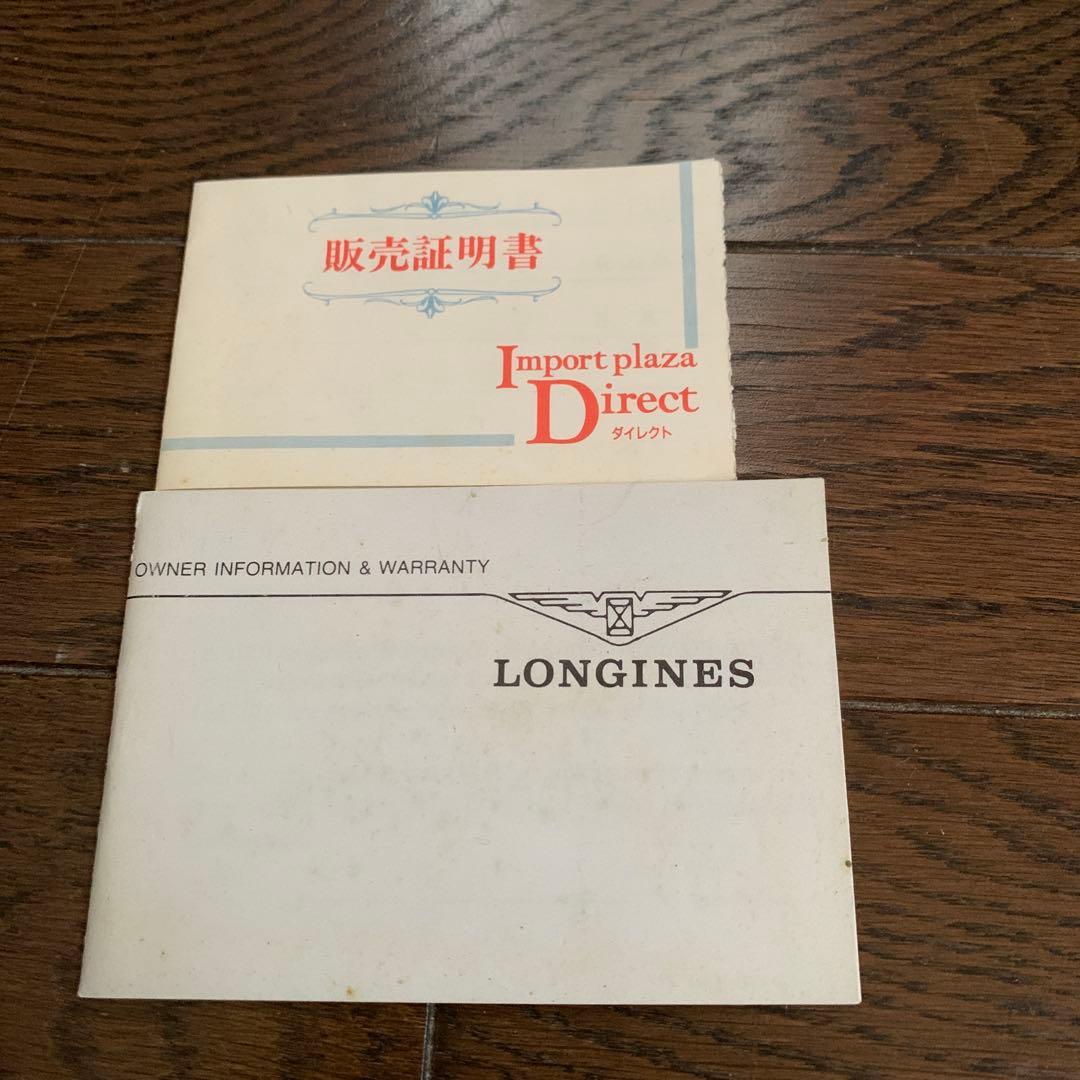 販売証明書
Import plaza
Direct
ダイレクト
OWNER INFORMATION & WARRANTY
LONGINES